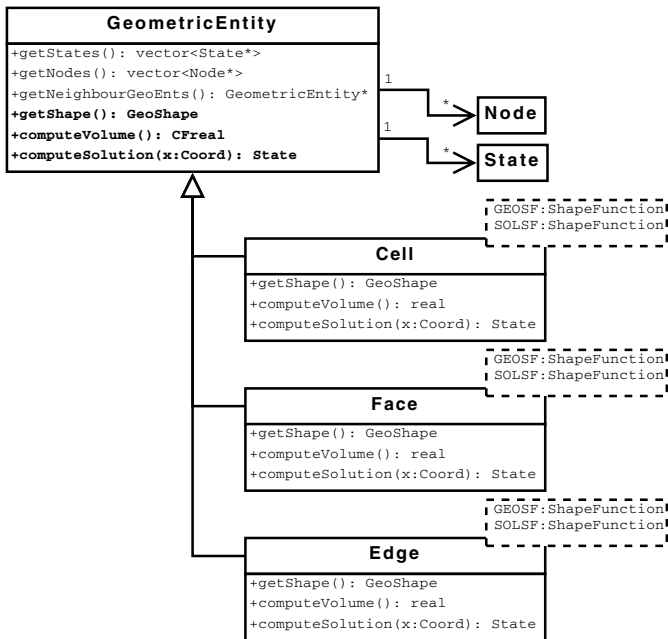 GeometricEntity
+getStates(): vector<State*>
+getNodes(): vector<Node*>
+getNeighbourGeoEnts(): GeometricEntity*
+getShape(): GeoShape
+computeVolume(): CFreal
+computeSolution(x:Coord): State
1
*
Node
1
*
State
GEOSF:ShapeFunction
SOLSF:ShapeFunction
Cell
+getShape(): GeoShape
+computeVolume(): real
+computeSolution(x:Coord): State
GEOSF:ShapeFunction
SOLSF:ShapeFunction
Face
+getShape(): GeoShape
+computeVolume(): real
+computeSolution(x:Coord): State
GEOSF:ShapeFunction
SOLSF:ShapeFunction
Edge
+getShape(): GeoShape
+computeVolume(): real
+computeSolution(x:Coord): State